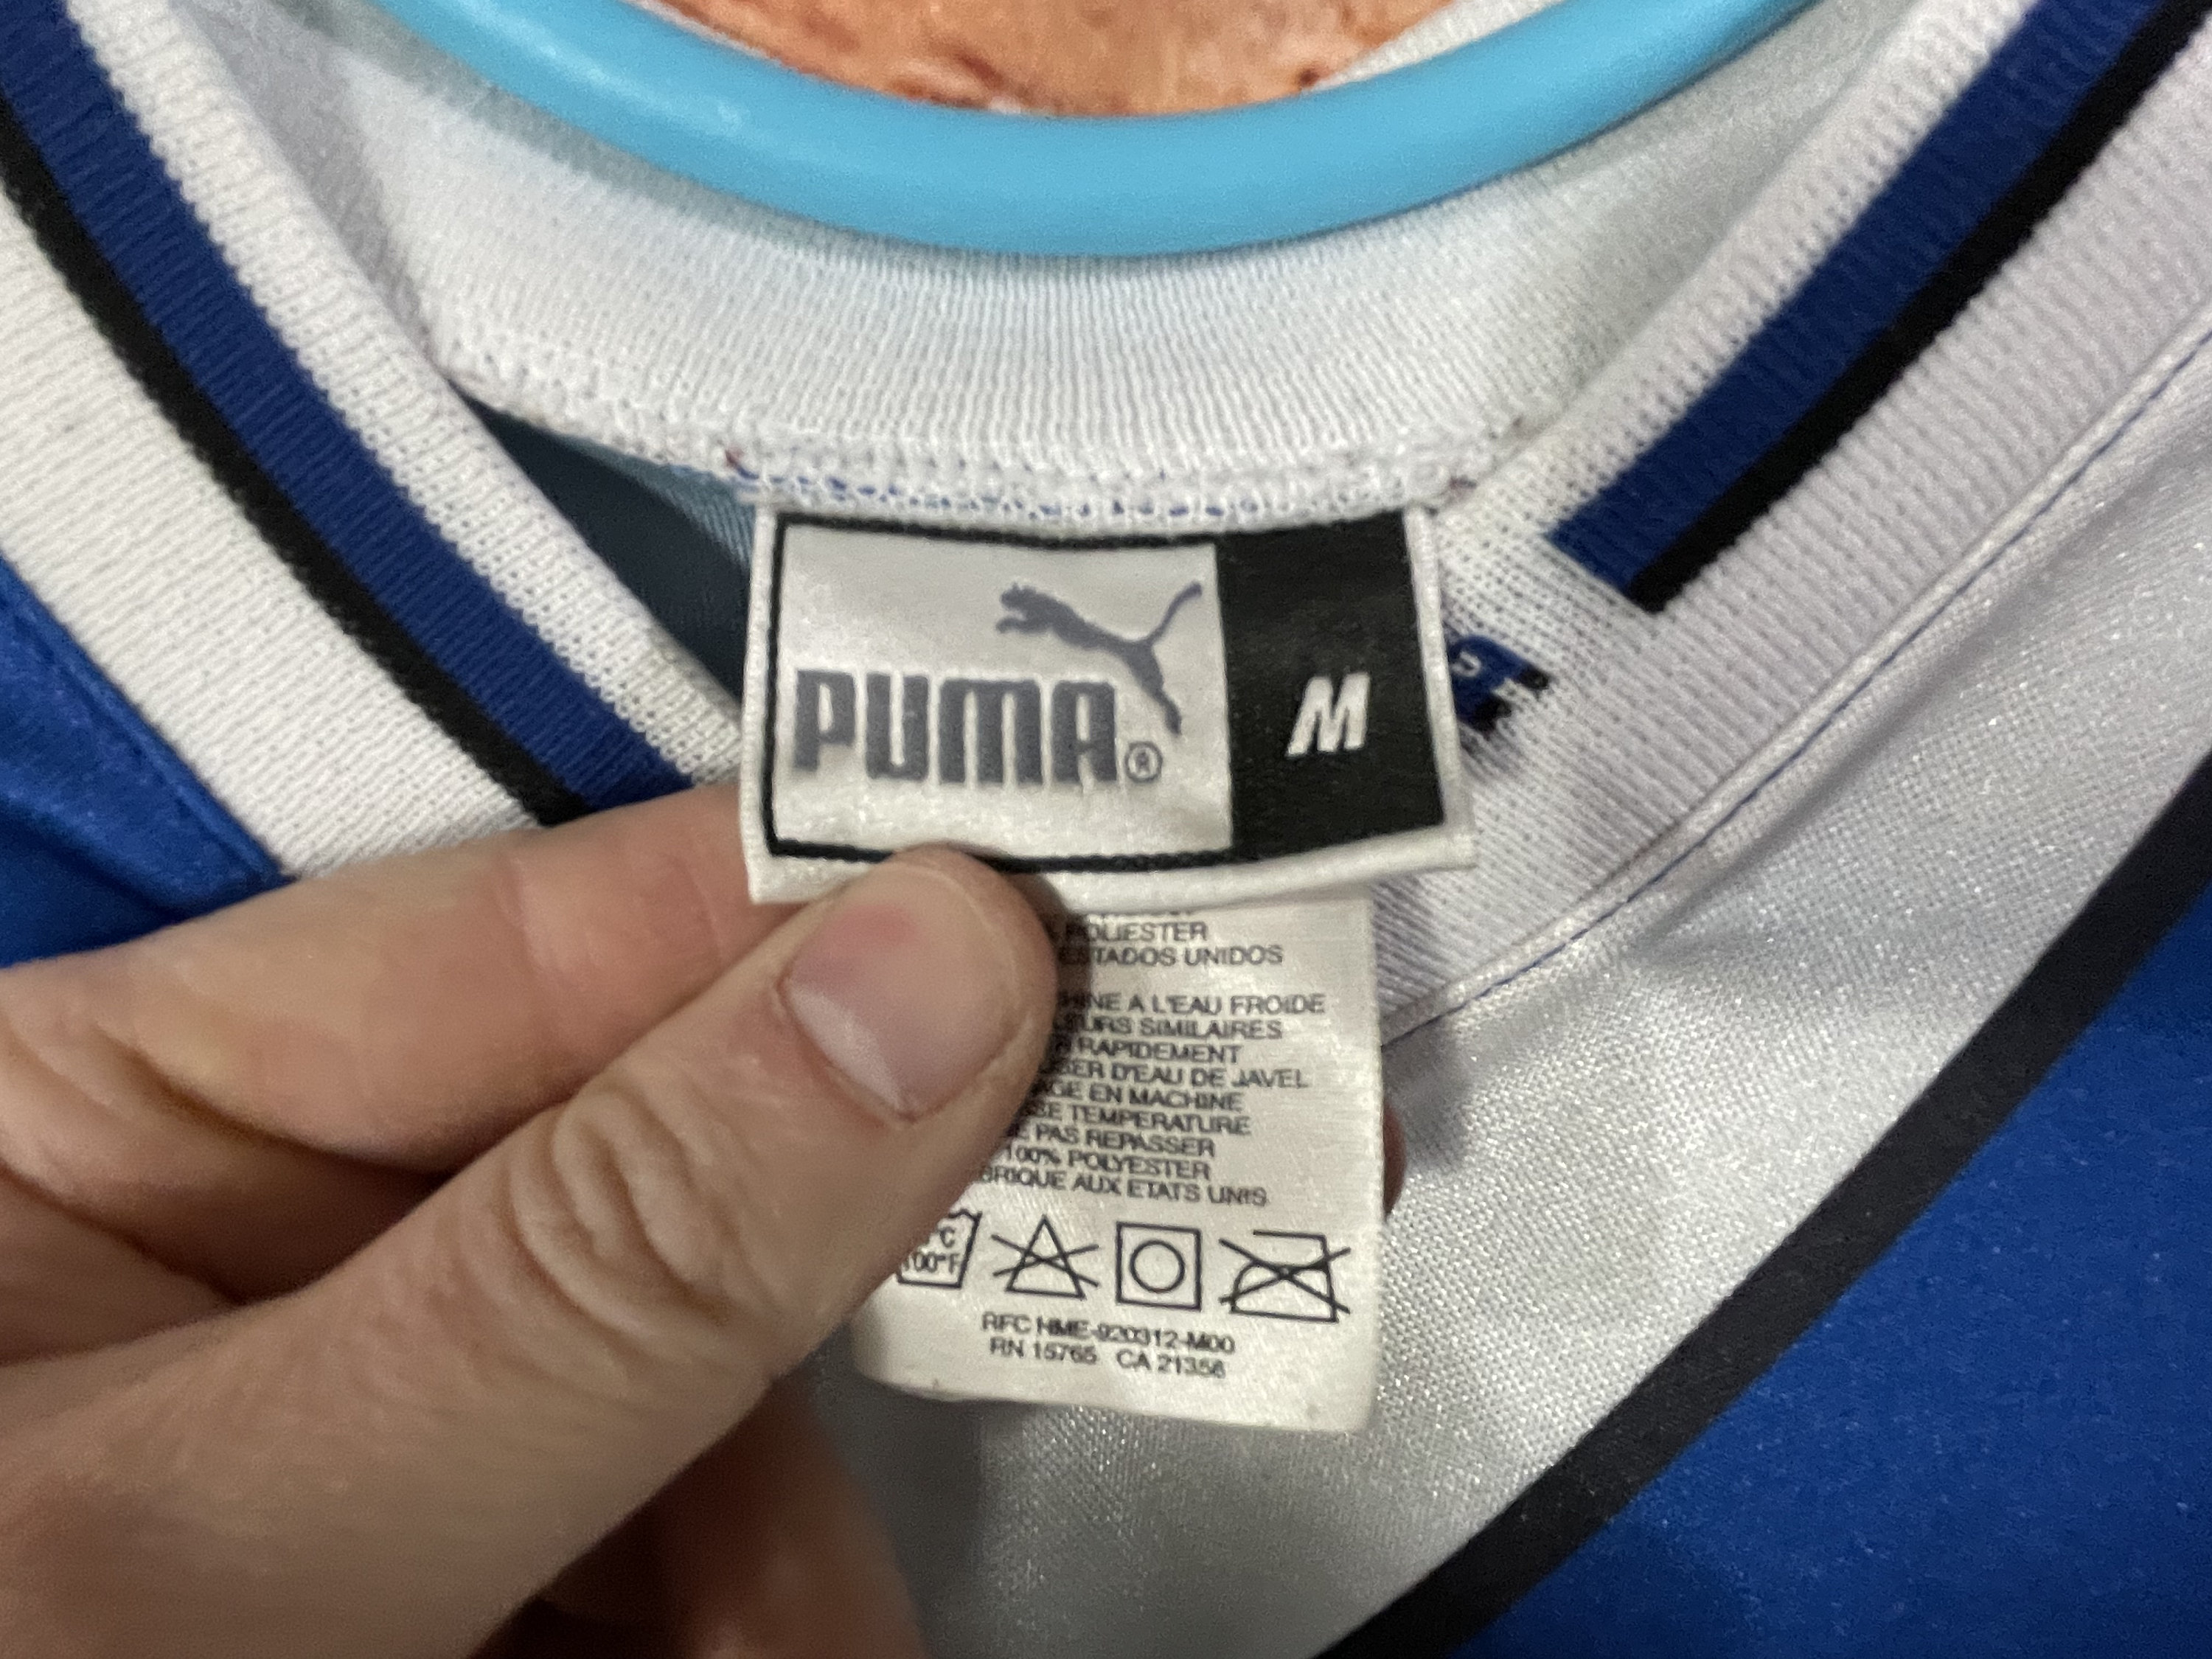 PUMA® M
POLIESTER
ESTADOS UNIDOS
A L'EAU FROIDE
SIMILAIRES
RAPIDEMENT
D'EAU DE JAVEL
EN MACHINE
TEMPERATURE
PAS REPASSER
100% POLYESTER
AUX ETATS UNIS
100°F
RFC HME-920312-M00
RN 15765 CA 21358